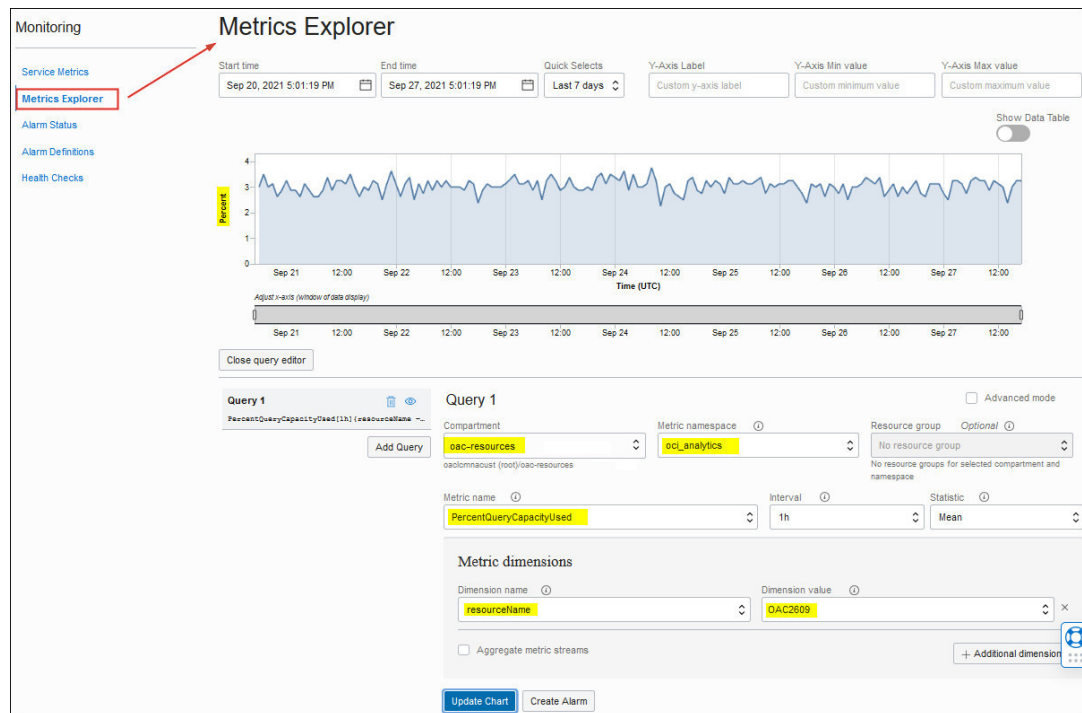 Monitoring
Service Metrics
Metrics Explorer
Alarm Status
Alarm Definitions
Health Checks
Metrics Explorer
Start time End time Quick Selects Y-Axis Label Y-Axis Min value Y-Axis Max value
Sep 20, 2021 5:01:19 PM Sep 27, 2021 5:01:19 PM Last 7 days Custom y-axis label Custom minimum value Custom maximum value
Show Data Table
Percent
4
3
2
1
0
Sep 21 12:00 Sep 22 12:00 Sep 23 12:00 Sep 24 12:00 Sep 25 12:00 Sep 26 12:00 Sep 27 12:00
Time (UTC)
Adjust x-axis (window of data display)
Sep 21 12:00 Sep 22 12:00 Sep 23 12:00 Sep 24 12:00 Sep 25 12:00 Sep 26 12:00 Sep 27 12:00
Close query editor
Query 1
PercentQueryCapacityUsed[1h]{resourceName =…
Add Query
Query 1 Advanced mode
Compartment Metric namespace Resource group Optional
oac-resources oci_analytics No resource group
oaclomnacust (root)/oac-resources No resource groups for selected compartment and
namespace
Metric name Interval Statistic
PercentQueryCapacityUsed 1h Mean
Metric dimensions
Dimension name Dimension value
resourceName OAC2609 ×
Aggregate metric streams + Additional dimension
Update Chart Create Alarm